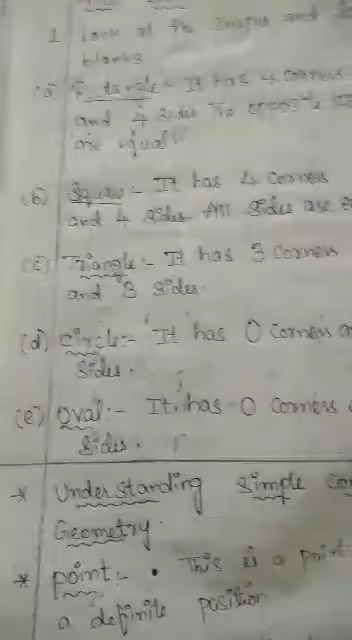 1 Look at the shapes and
blanks
(a) tangle:- It has 4 corners
and 4 sides opposite
are equal
(b) Square:- It has 4 corners
and 4 sides. All sides are
(c) Triangle:- It has 3 corners
and 3 sides.
(d) Circle:- It has 0 corners
sides.
(e) Oval:- It has 0 corners
sides.
* Understanding simple
Geometry.
* point:- • This is a point
a definite position